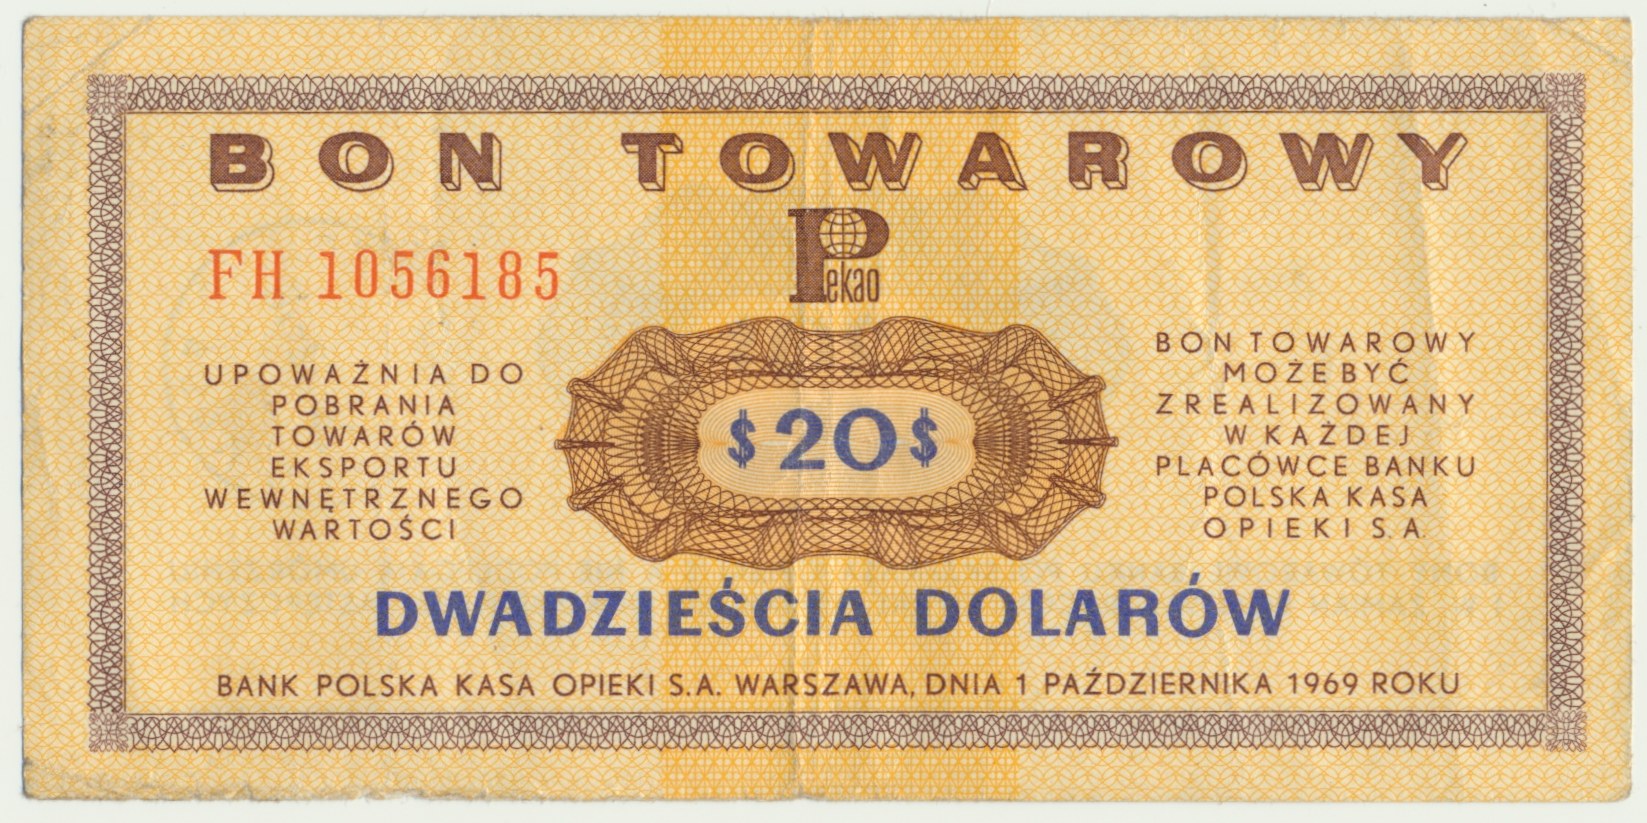 BON TOWAROWY
Pekao
FH 1056185
UPOWAŻNIA DO
POBRANIA
TOWARÓW
EKSPORTU
WEWNĘTRZNEGO
WARTOŚCI
$20$
BON TOWAROWY
MOŻE BYĆ
ZREALIZOWANY
W KAŻDEJ
PLACÓWCE BANKU
POLSKA KASA
OPIEKI S.A.
DWADZIEŚCIA DOLARÓW
BANK POLSKA KASA OPIEKI S.A. WARSZAWA, DNIA 1 PAŹDZIERNIKA 1969 ROKU